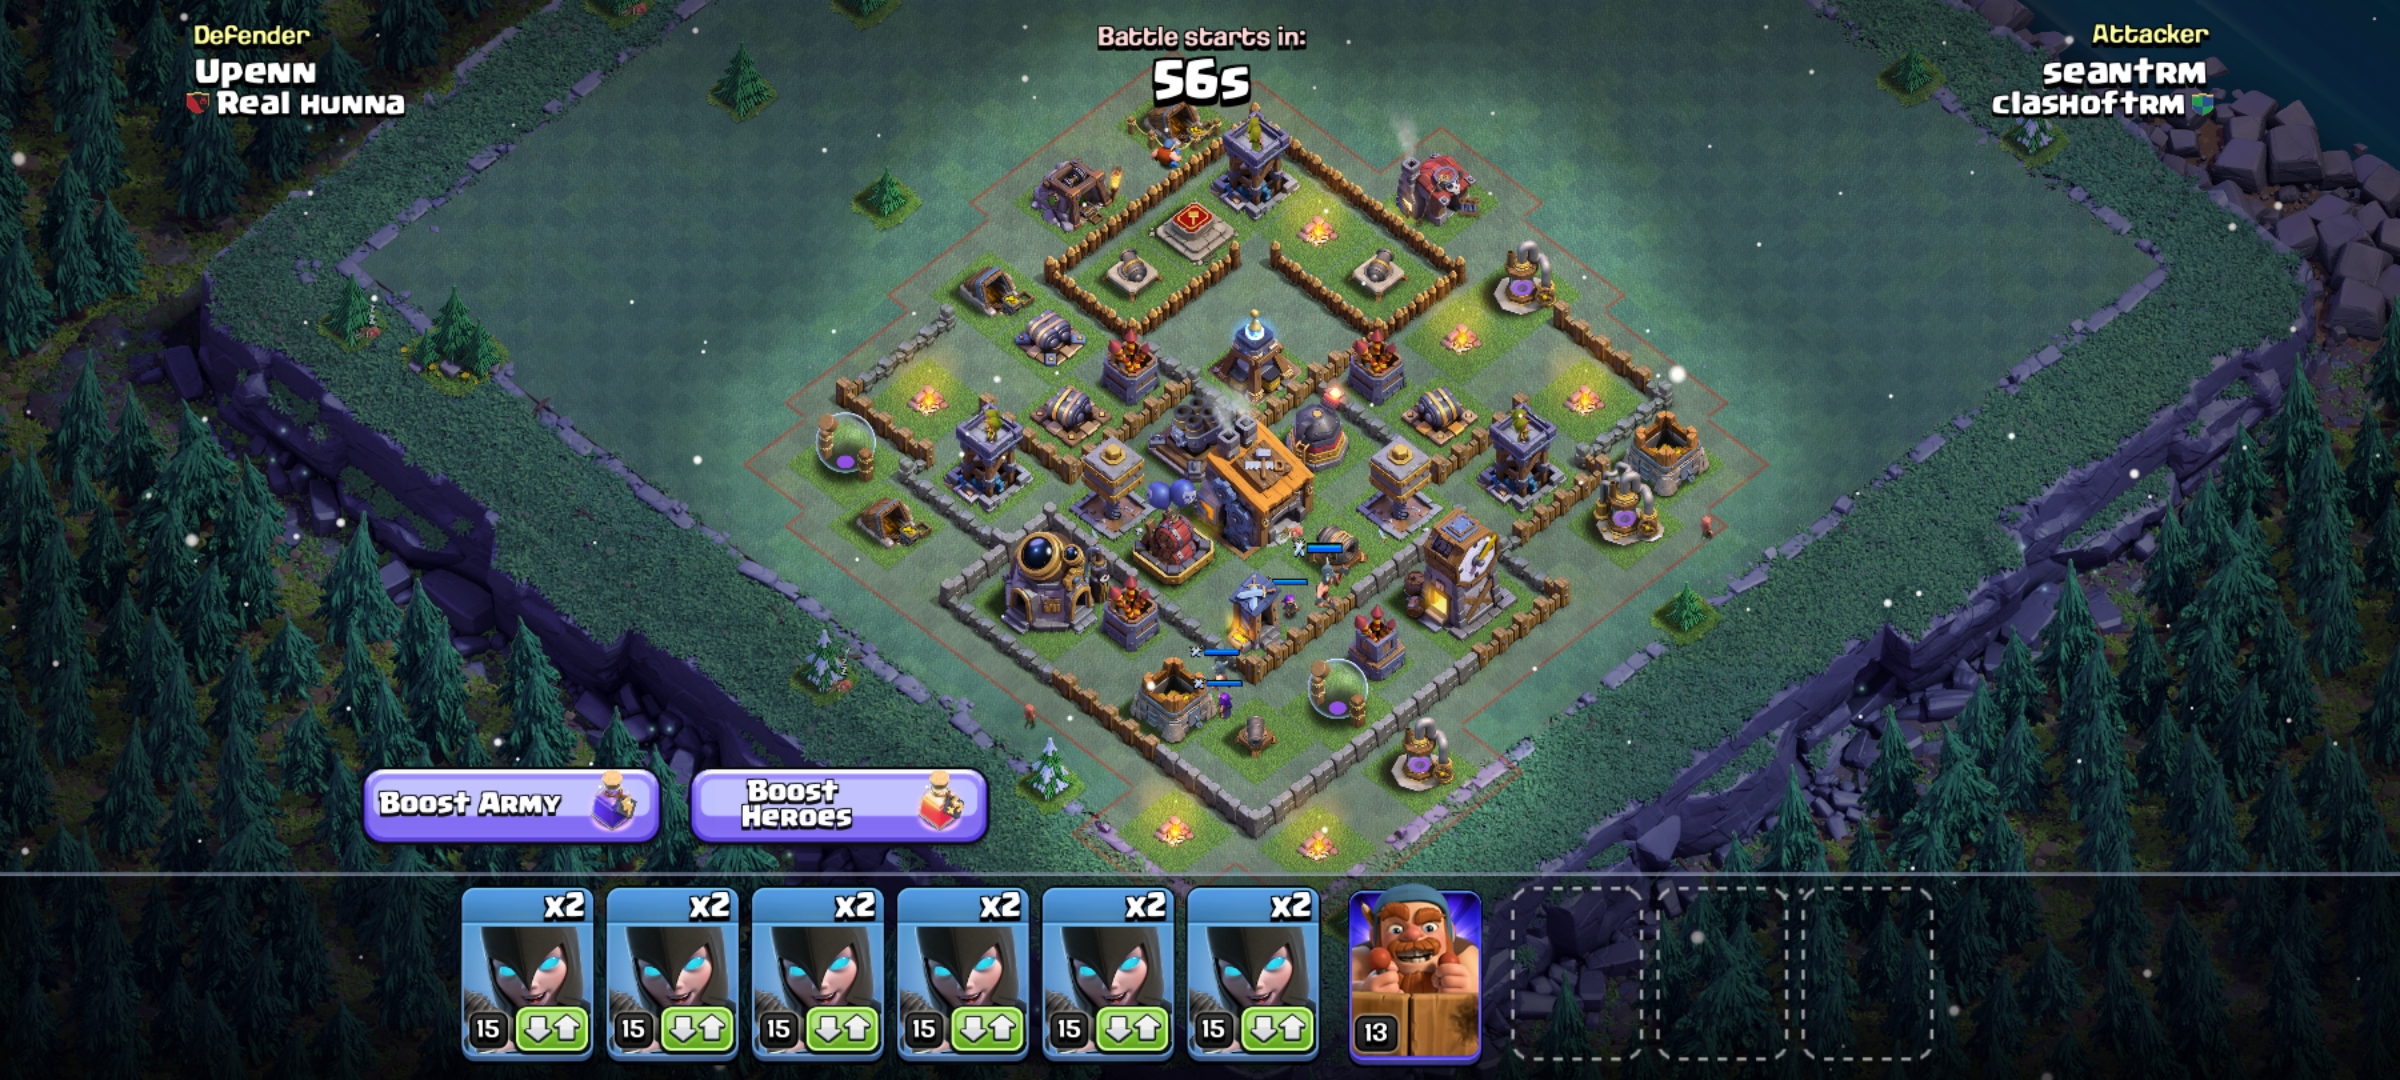 Defender
Upenn
Real HUNNA
Battle starts in:
56s
Attacker
seantRM
clashoftRM
Boost Army
Boost
Heroes
x2
x2
x2
x2
x2
x2
15
15
15
15
15
15
13